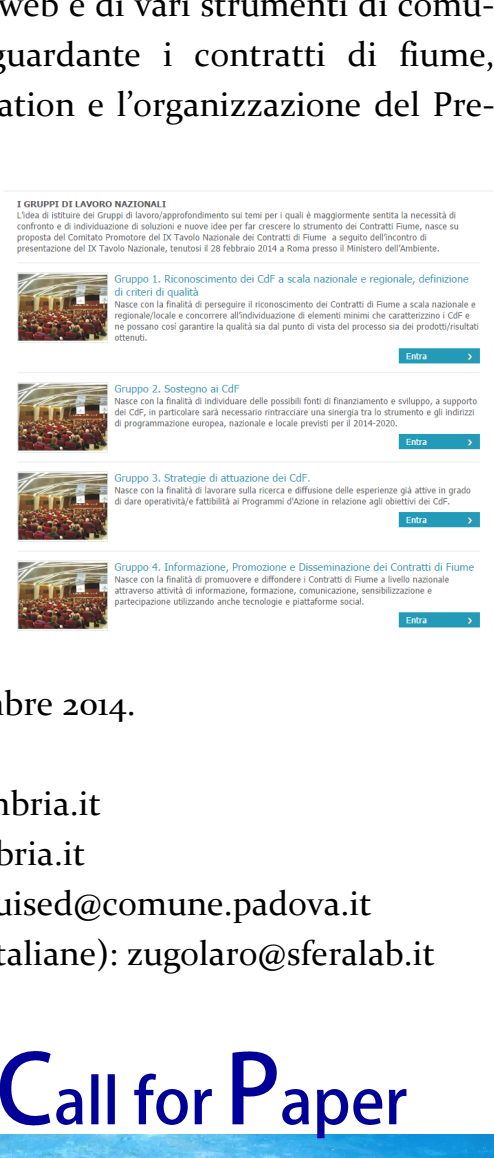 web e di vari strumenti di comu-
guardante i contratti di fiume,
ation e l'organizzazione del Pre-
I GRUPPI DI LAVORO NAZIONALI
L'idea di istituire dei Gruppi di lavoro/approfondimento sui temi per i quali è maggiormente sentita la necessità di
confronto e di individuazione di soluzioni e nuove idee per far crescere lo strumento dei Contratti Fiume, nasce su
proposta del Comitato Promotore del IX Tavolo Nazionale dei Contratti di Fiume a seguito dell'incontro di
presentazione del IX Tavolo Nazionale, tenutosi il 28 febbraio 2014 a Roma presso il Ministero dell'Ambiente.
Gruppo 1. Riconoscimento dei CdF a scala nazionale e regionale, definizione
di criteri di qualità
Nasce con la finalità di perseguire il riconoscimento dei Contratti di Fiume a scala nazionale e
regionale/locale e concorrere all'individuazione di elementi minimi che caratterizzino i CdF e
ne possano così garantire la qualità sia dal punto di vista del processo sia dei prodotti/risultati
ottenuti.
Entra >
Gruppo 2. Sostegno ai CdF
Nasce con la finalità di individuare delle possibili fonti di finanziamento e sviluppo, a supporto
dei CdF, in particolare sarà necessario rintracciare una sinergia tra lo strumento e gli indirizzi
di programmazione europea, nazionale e locale previsti per il 2014-2020.
Entra >
Gruppo 3. Strategie di attuazione dei CdF.
Nasce con la finalità di lavorare sulla ricerca e diffusione delle esperienze già attive in grado
di dare operatività/e fattibilità ai Programmi d'Azione in relazione agli obiettivi dei CdF.
Entra >
Gruppo 4. Informazione, Promozione e Disseminazione dei Contratti di Fiume
Nasce con la finalità di promuovere e diffondere i Contratti di Fiume a livello nazionale
attraverso attività di informazione, formazione, comunicazione, sensibilizzazione e
partecipazione utilizzando anche tecnologie e piattaforme social.
Entra >
mbre 2014.
mbria.it
bria.it
uised@comune.padova.it
taliane): zugolaro@sferalab.it
Call for Paper